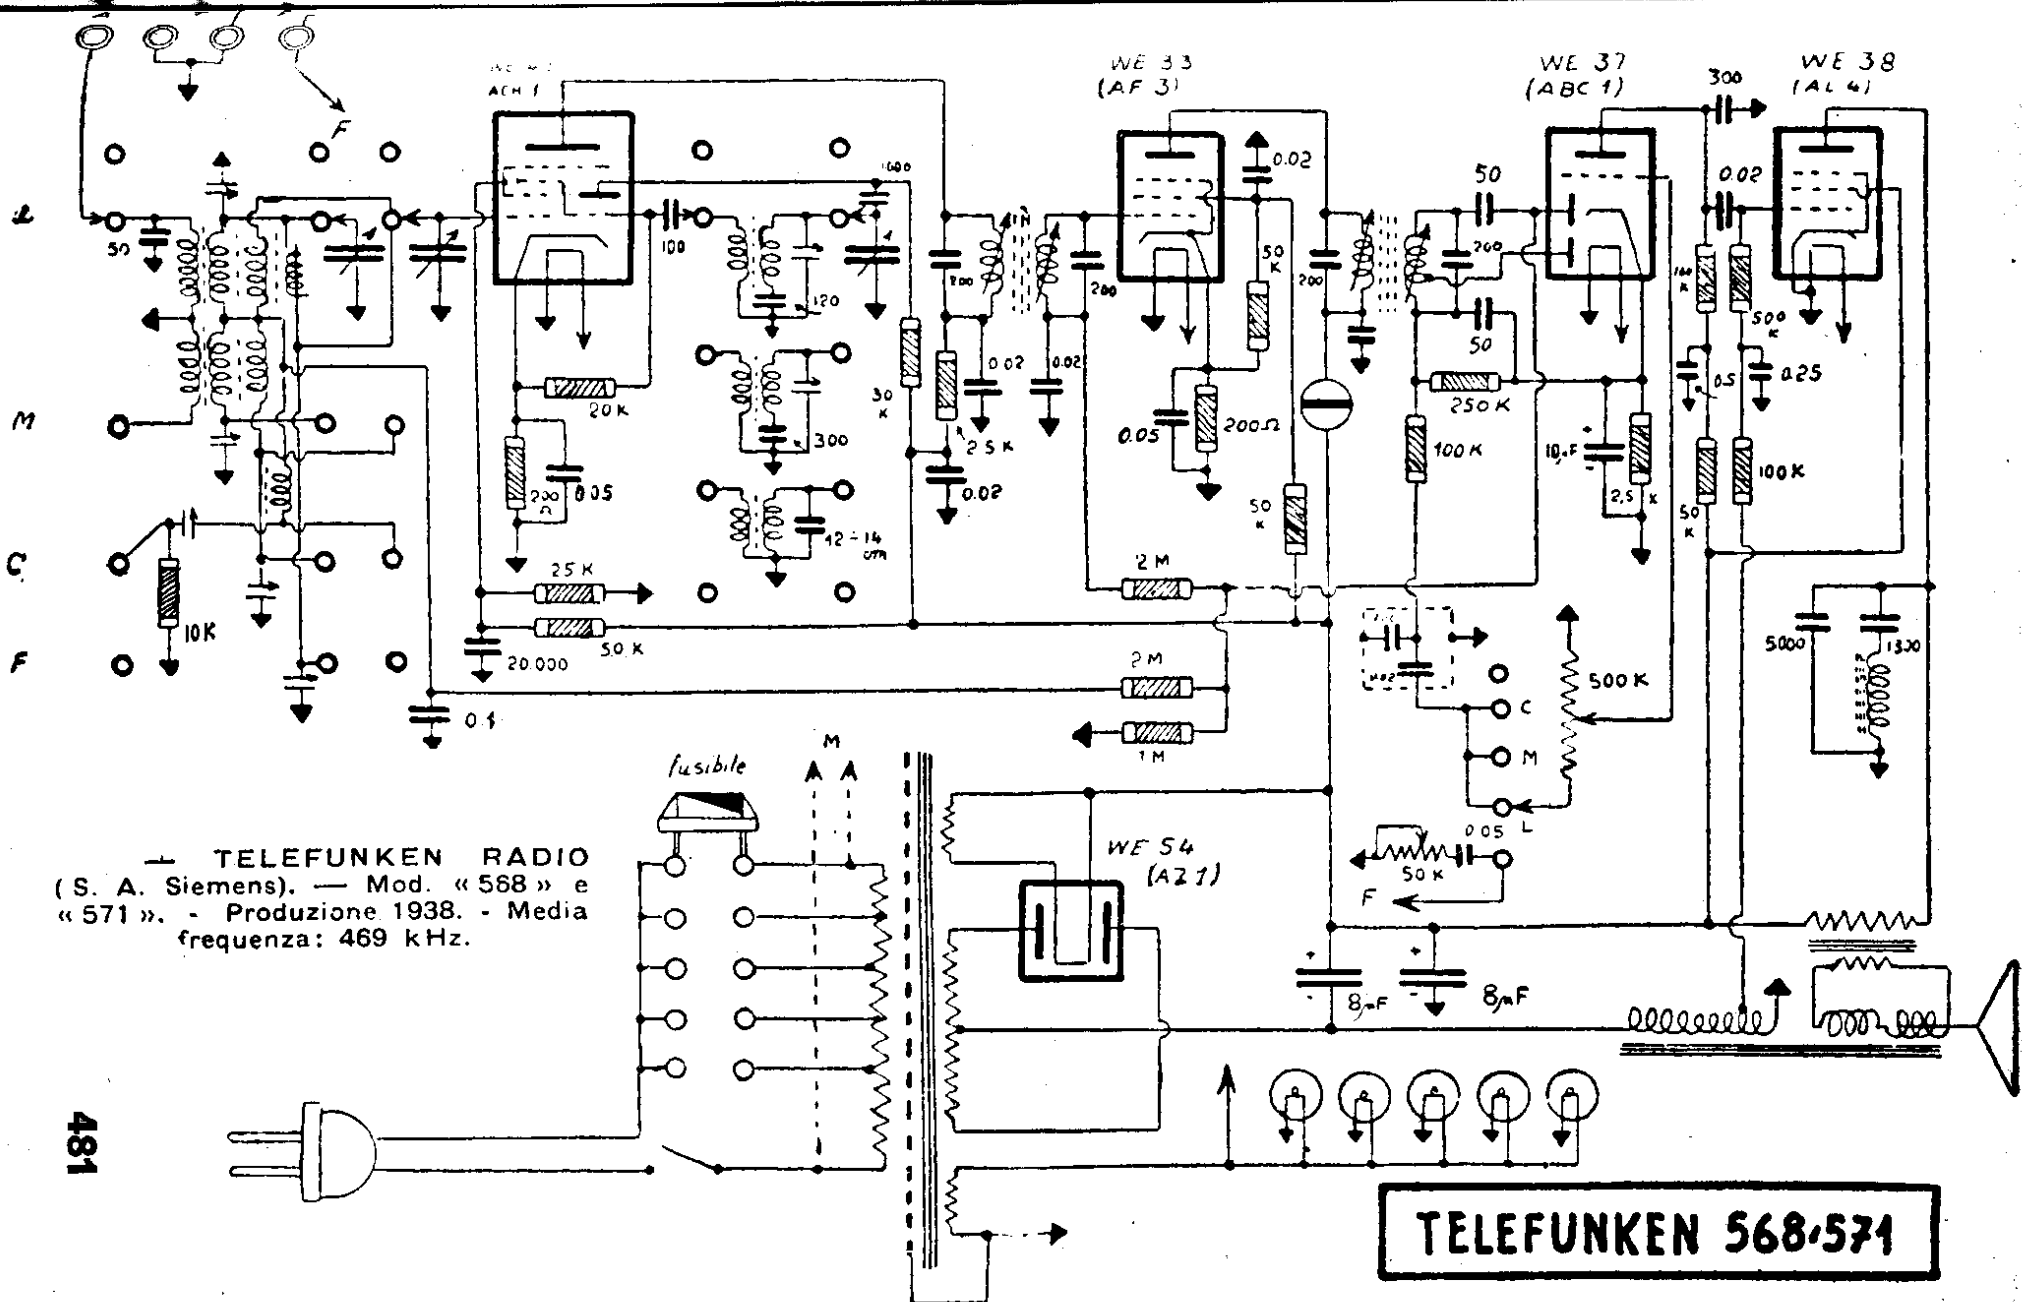 WE 33
(AF 3)
WE 37
(ABC 1)
WE 38
(AL 4)
ACH 1
F
300
0.02
0.02
50
50
100
120
200
200
200
200
50
K
500
K
50
20 K
30
K
0.02
0.02
250 K
0.5
0.25
M
300
2.5 K
0.05
200Ω
100 K
10µF
2,5 K
100 K
200
Ω
0.05
0.02
50
K
50
K
C
12 ÷ 14
25 K
2 M
10K
50 K
20.000
F
5000
1300
2 M
500 K
C
0.1
1 M
M
M
fusibile
L
0.05
50 K
F
WE 54
(AZ 1)
— TELEFUNKEN RADIO
(S. A. Siemens). — Mod. « 568 » e
« 571 ». - Produzione 1938. - Media
frequenza: 469 kHz.
+
-
8µF
+
-
8µF
481
TELEFUNKEN 568-571